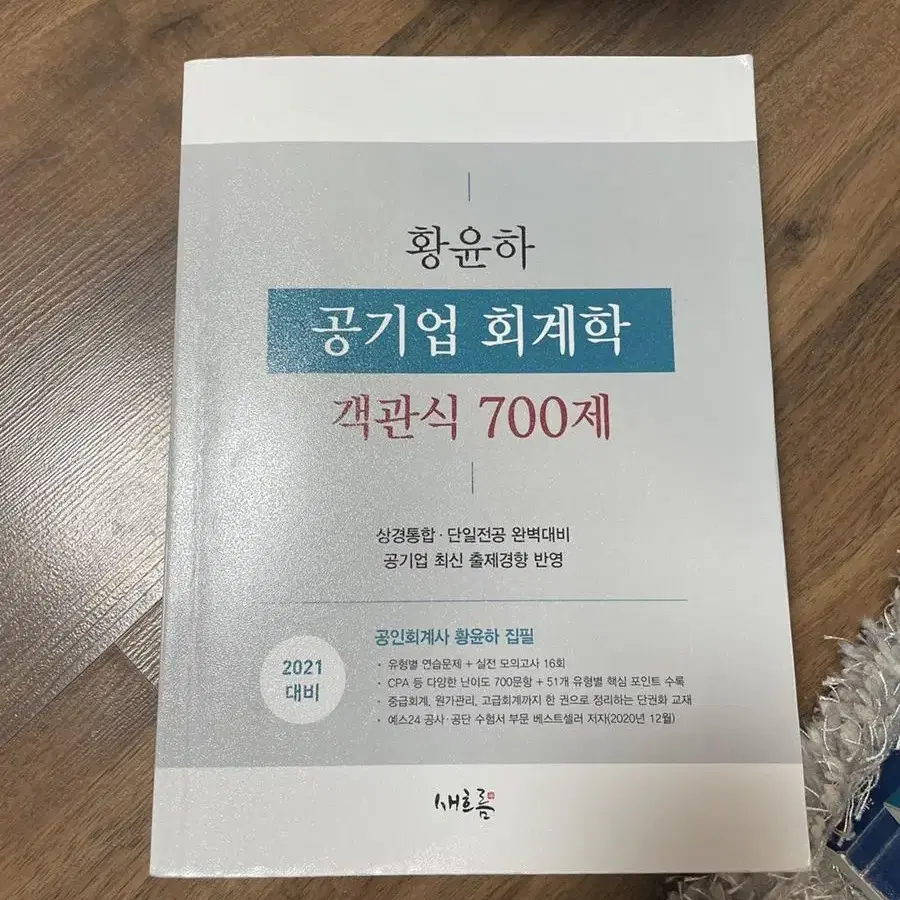 황윤하
공기업 회계학
객관식 700제
상경통합 · 단일전공 완벽대비
공기업 최신 출제경향 반영
2021
대비
공인회계사 황윤하 집필
• 유형별 연습문제 + 실전 모의고사 16회
• CPA 등 다양한 난이도 700문항 + 51개 유형별 핵심 포인트 수록
• 중급회계, 원가관리, 고급회계까지 한 권으로 정리하는 단권화 교재
• 예스24 공사·공단 수험서 부문 베스트셀러 저자(2020년 12월)
새흐름